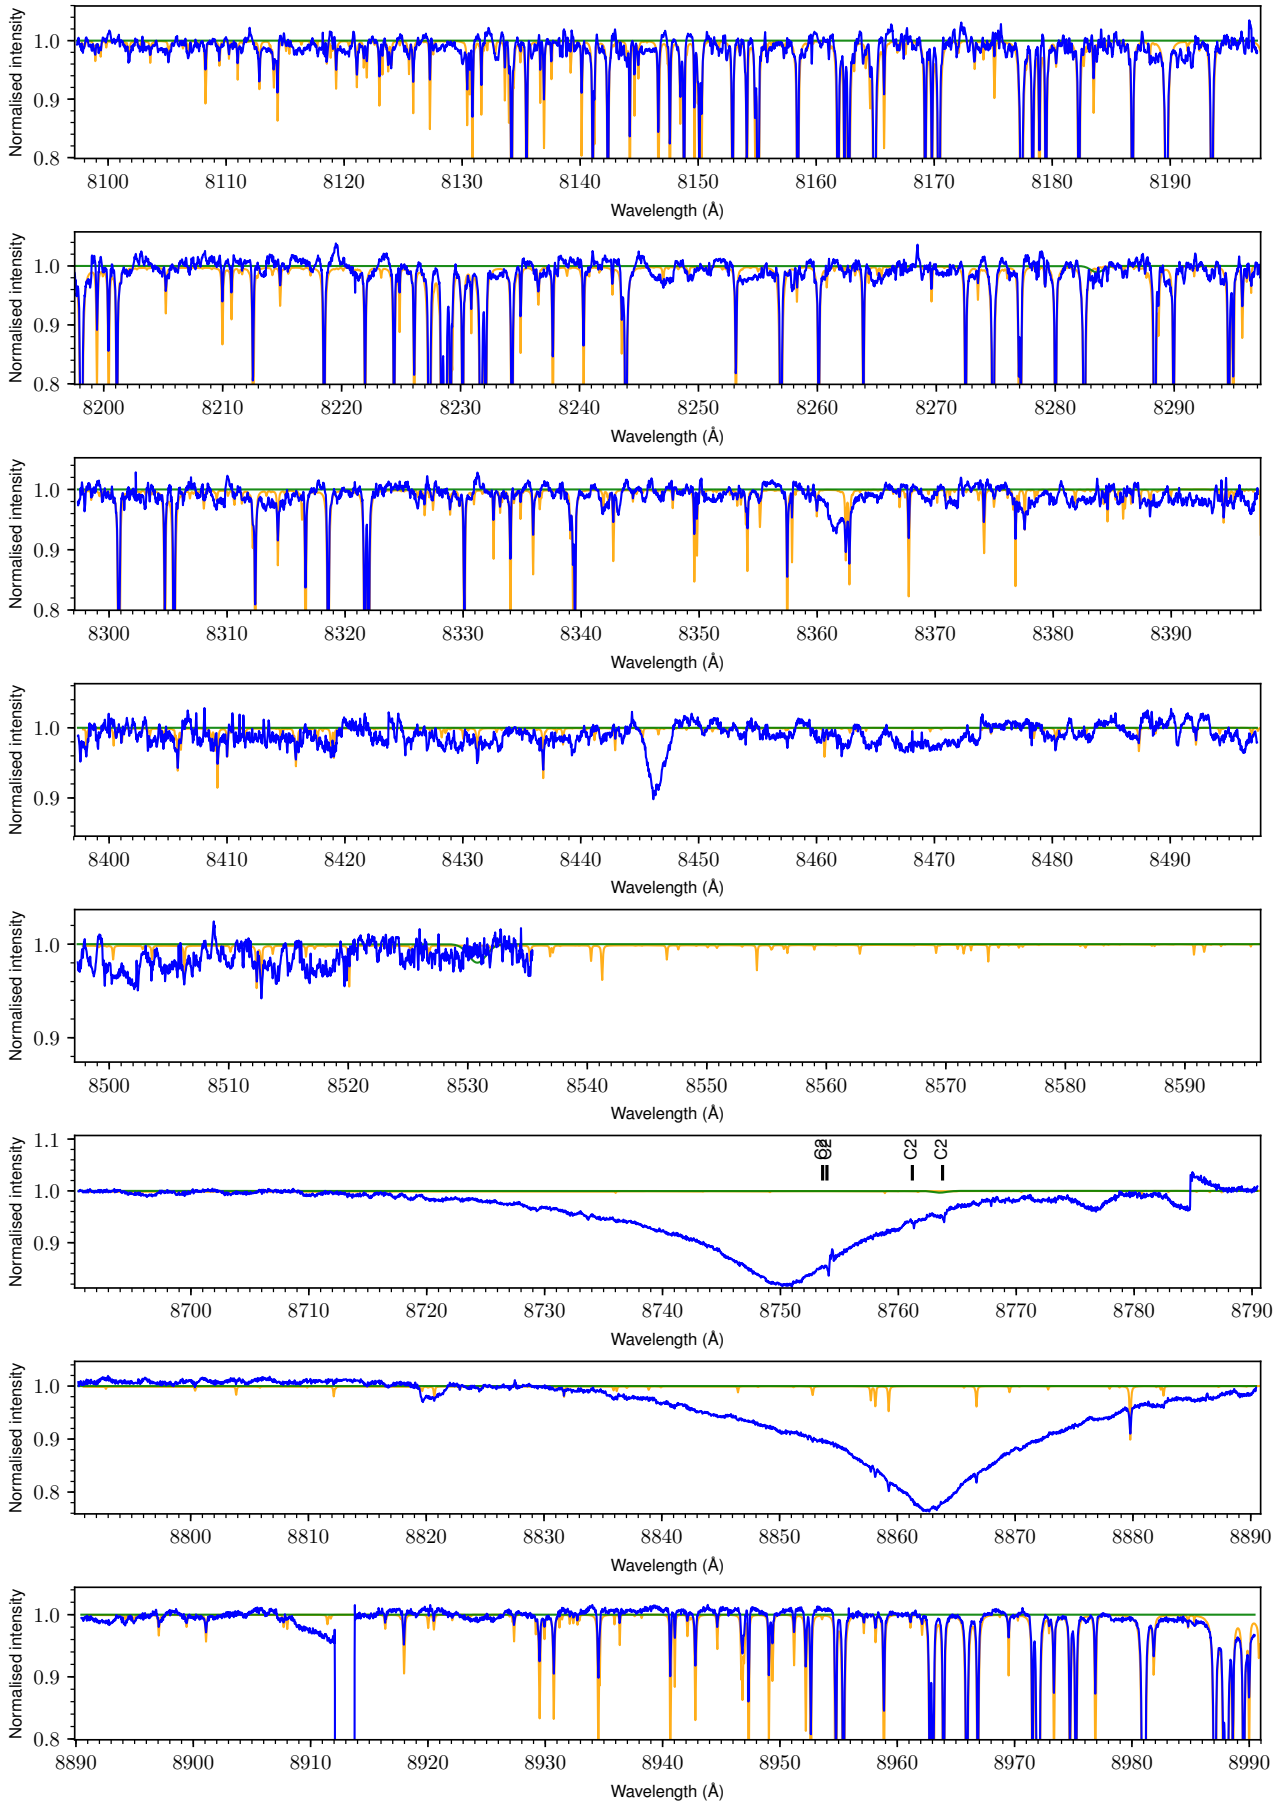 Normalised intensity
1.0
0.9
0.8
8100 8110 8120 8130 8140 8150 8160 8170 8180 8190
Wavelength (Å)
Normalised intensity
1.0
0.9
0.8
8200 8210 8220 8230 8240 8250 8260 8270 8280 8290
Wavelength (Å)
Normalised intensity
1.0
0.9
0.8
8300 8310 8320 8330 8340 8350 8360 8370 8380 8390
Wavelength (Å)
Normalised intensity
1.0
0.9
8400 8410 8420 8430 8440 8450 8460 8470 8480 8490
Wavelength (Å)
Normalised intensity
1.0
0.9
8500 8510 8520 8530 8540 8550 8560 8570 8580 8590
Wavelength (Å)
Normalised intensity
1.1
1.0
0.9
C2 C2 C2 C2
8700 8710 8720 8730 8740 8750 8760 8770 8780 8790
Wavelength (Å)
Normalised intensity
1.0
0.9
0.8
8800 8810 8820 8830 8840 8850 8860 8870 8880 8890
Wavelength (Å)
Normalised intensity
1.0
0.9
0.8
8890 8900 8910 8920 8930 8940 8950 8960 8970 8980 8990
Wavelength (Å)